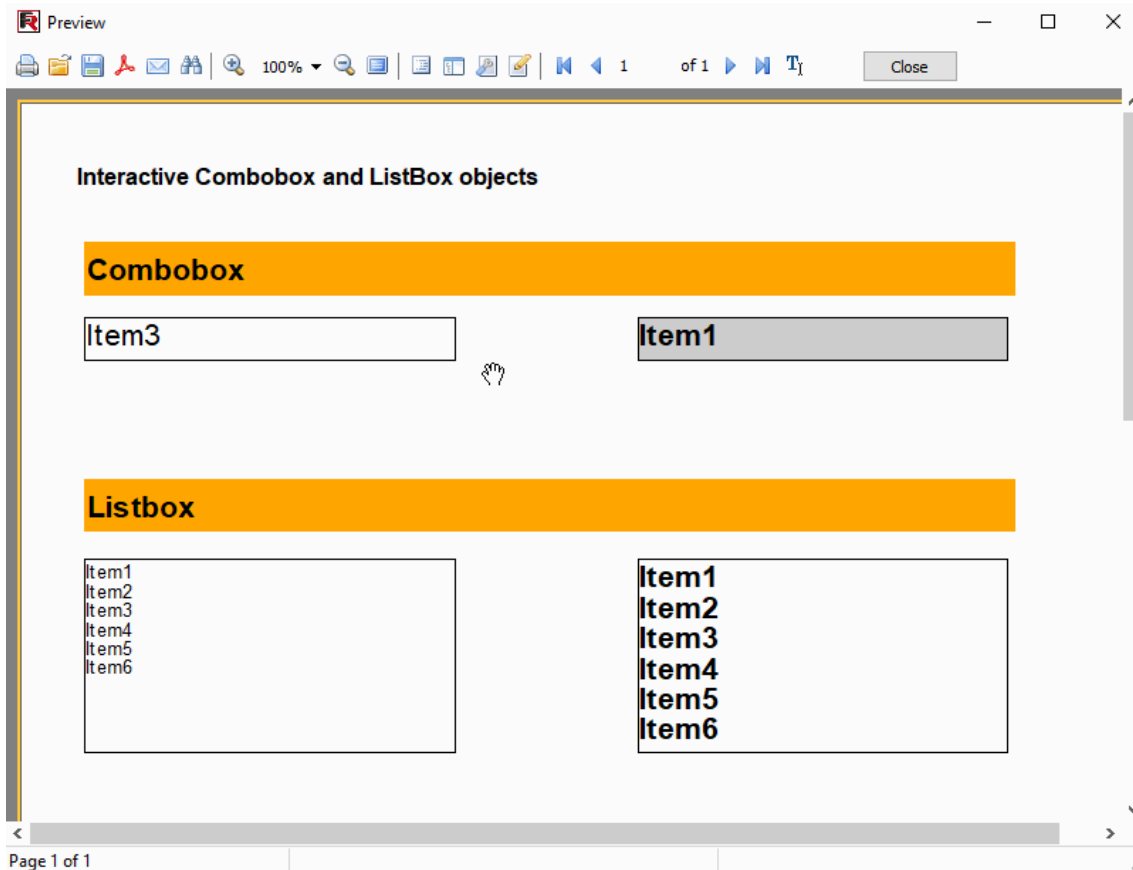 Preview
100%
1 of 1
Close
Interactive Combobox and ListBox objects
Combobox
Item3
Item1
Listbox
Item1
Item2
Item3
Item4
Item5
Item6
Item1
Item2
Item3
Item4
Item5
Item6
Page 1 of 1